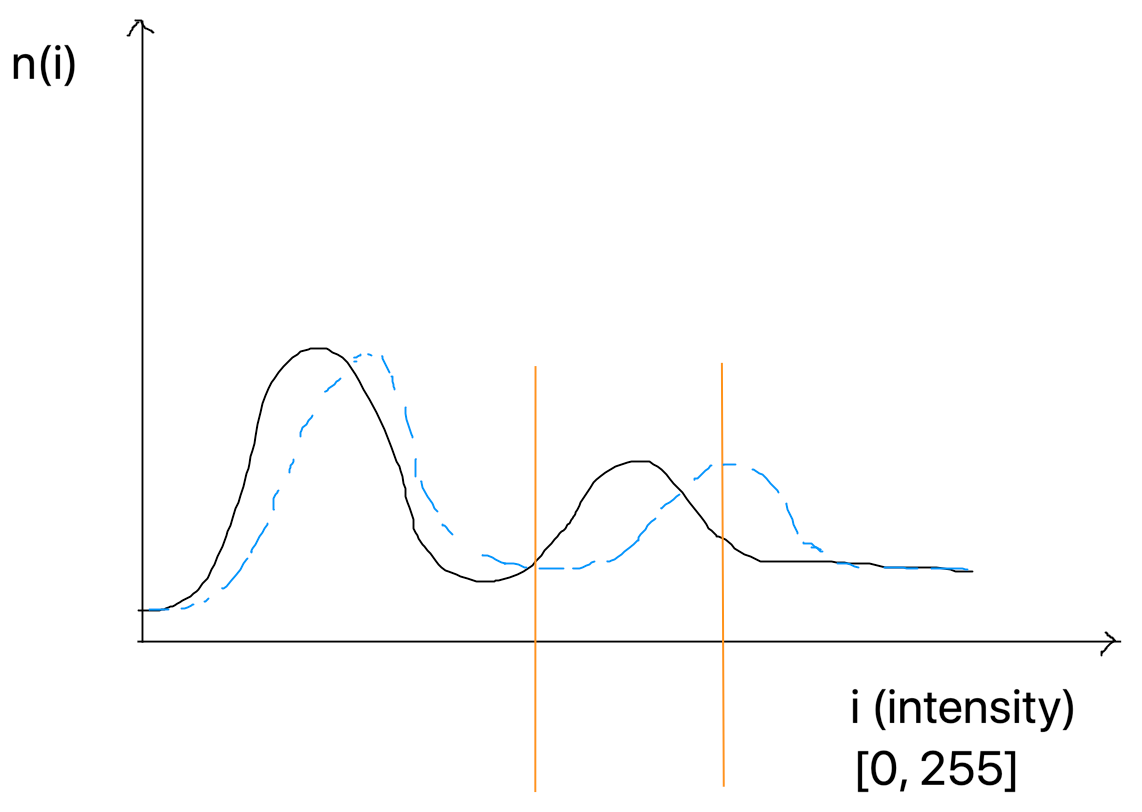 n(i)
i (intensity)
[0, 255]